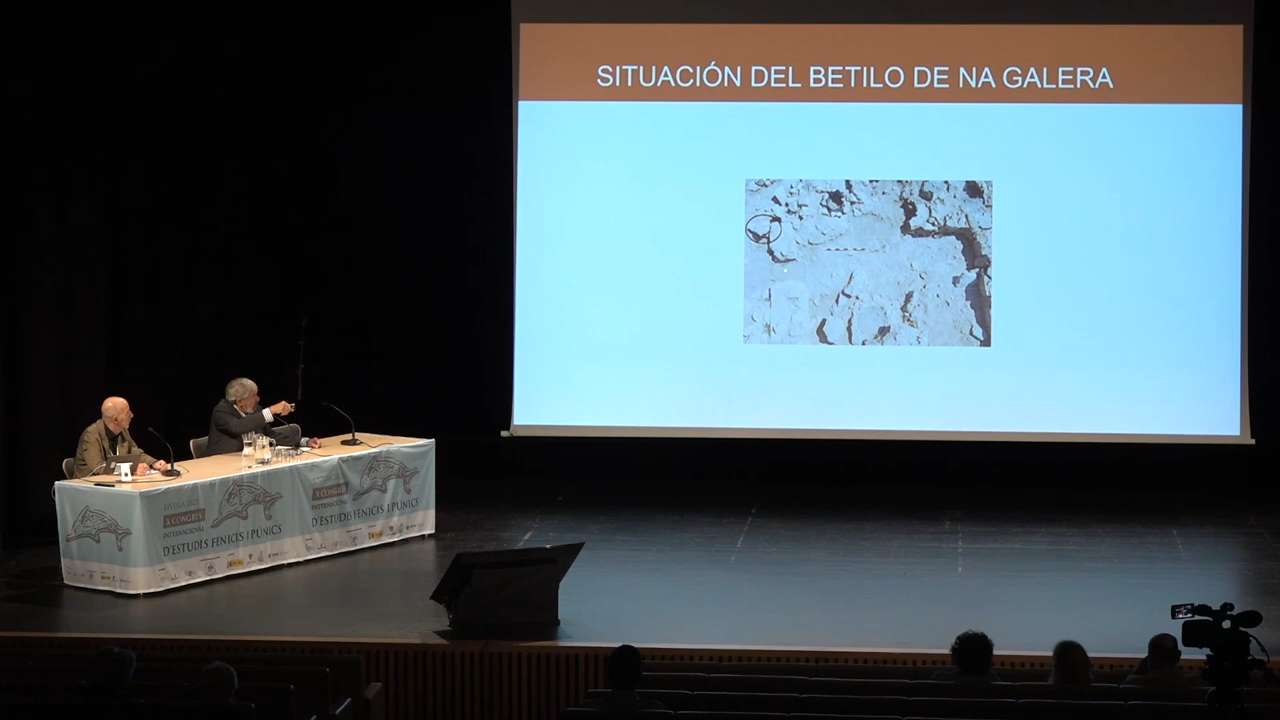 SITUACIÓN DEL BETILO DE NA GALERA
X CONGRÉS
INTERNACIONAL
D'ESTUDIS FENICIS I PÚNICS
X CONGRÉS
INTERNACIONAL
D'ESTUDIS FENICIS I PÚNICS